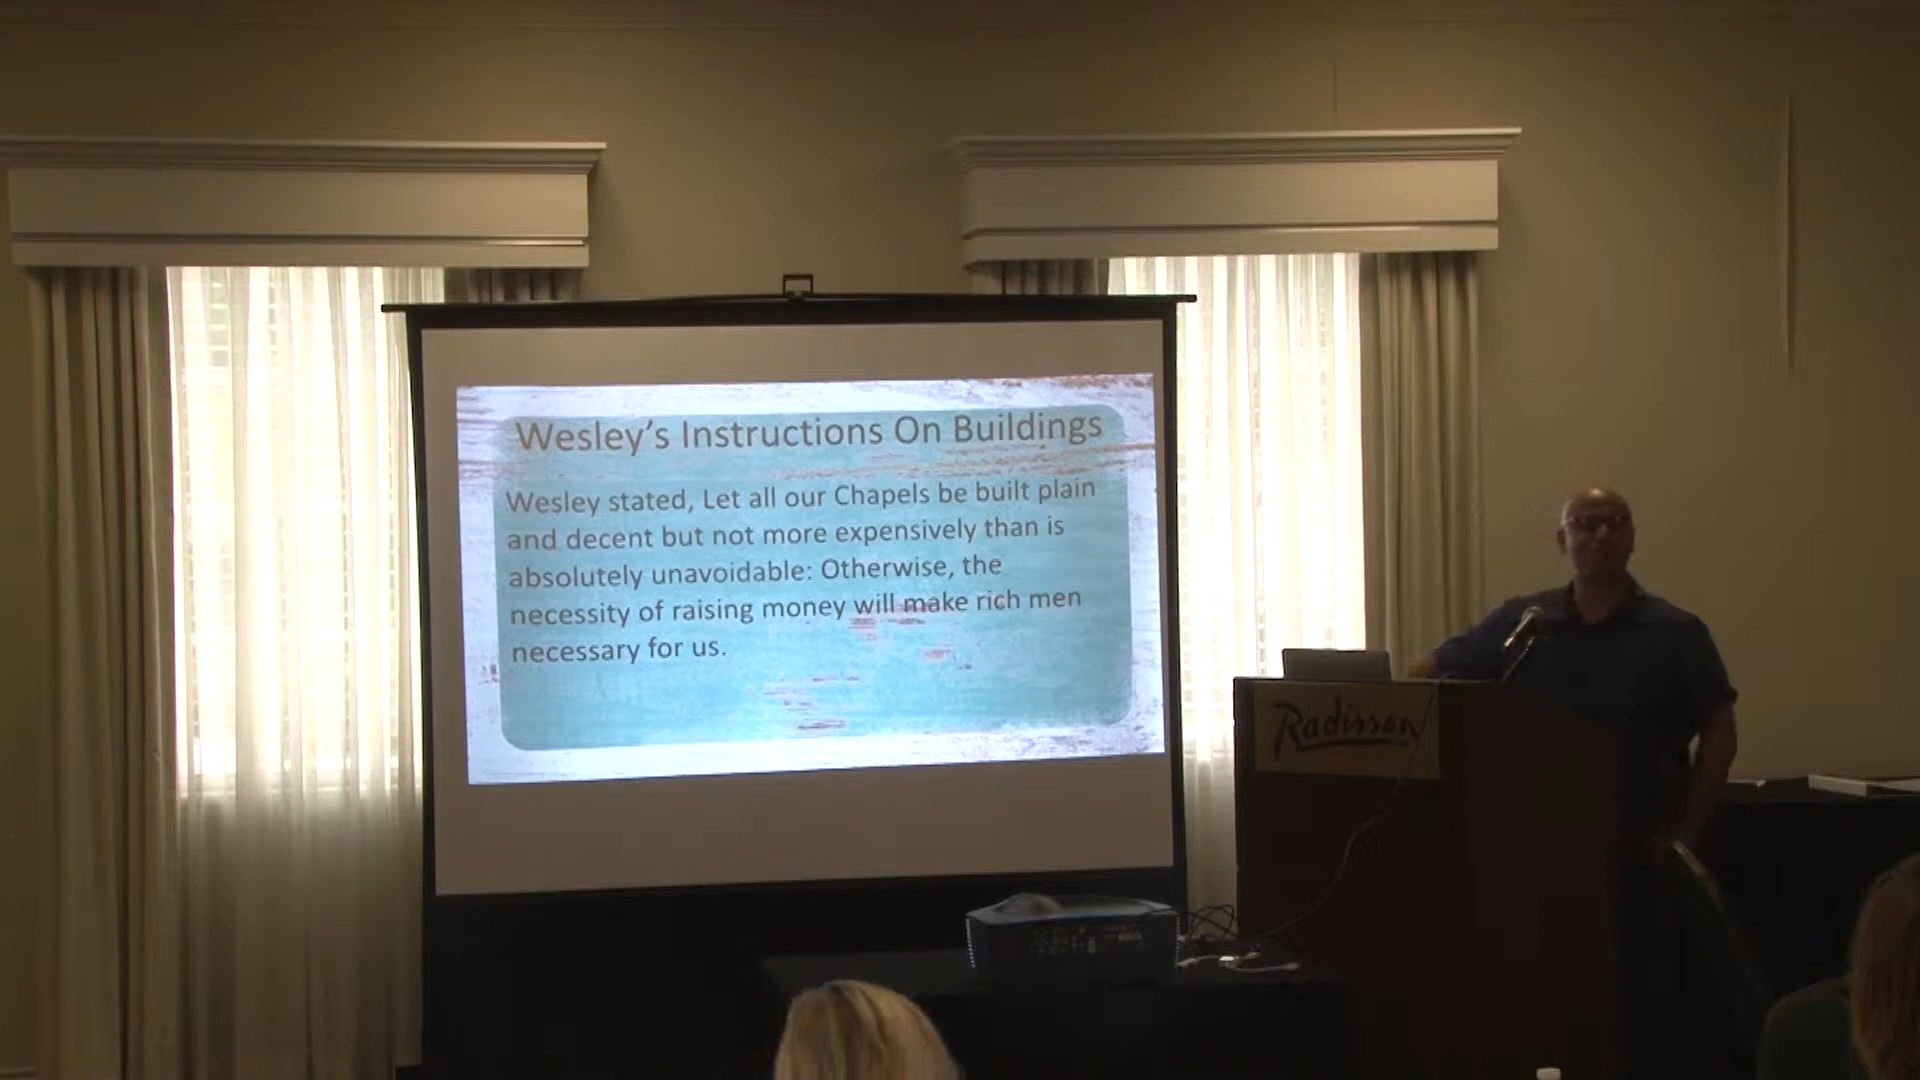 Wesley's Instructions On Buildings
Wesley stated, Let all our Chapels be built plain
and decent but not more expensively than is
absolutely unavoidable: Otherwise, the
necessity of raising money will make rich men
necessary for us.
Radisson